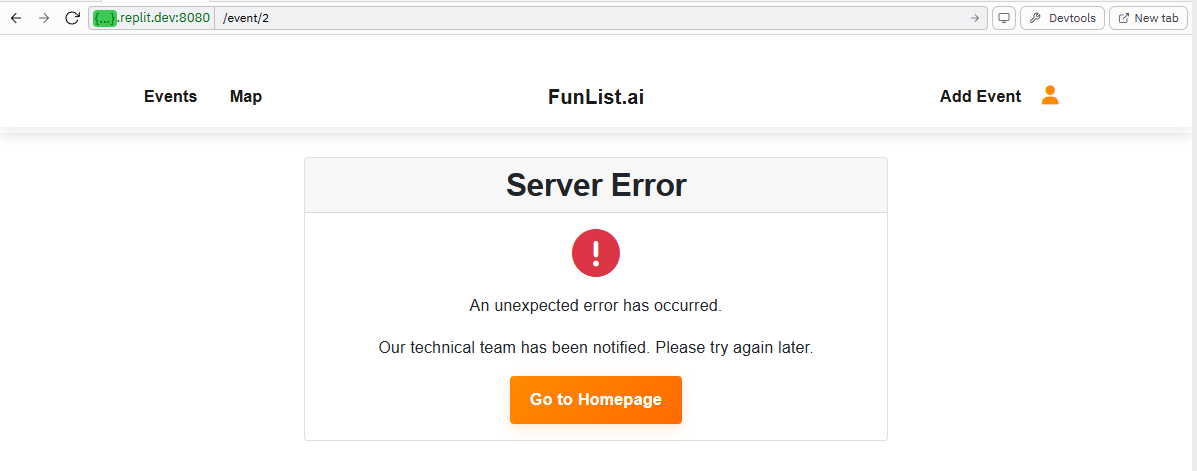 {...}.replit.dev:8080 /event/2 Devtools New tab
Events Map FunList.ai Add Event
Server Error
An unexpected error has occurred.
Our technical team has been notified. Please try again later.
Go to Homepage